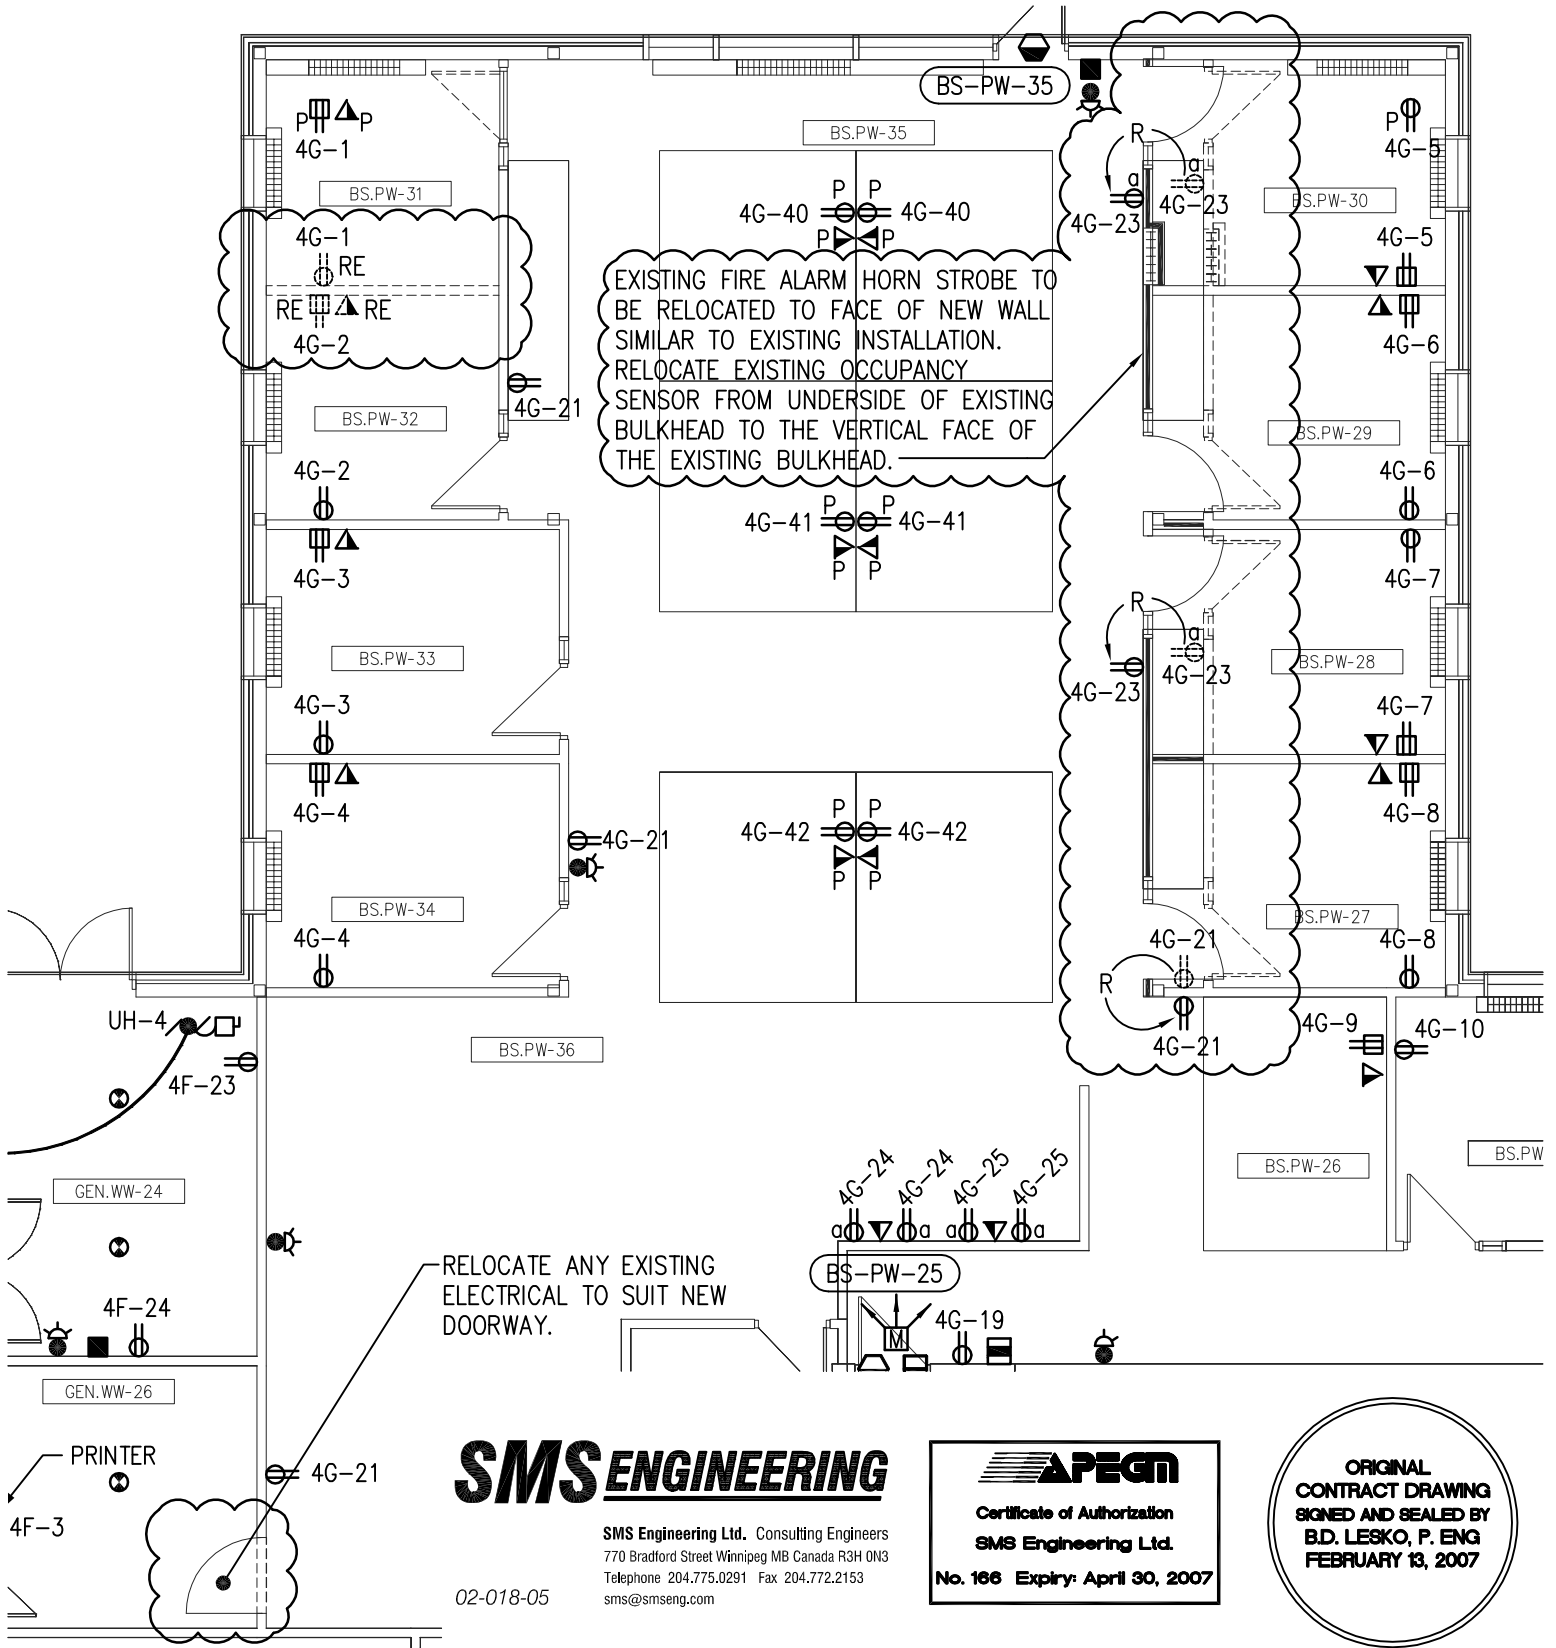 BS-PW-35
P
P
4G-1
BS.PW-31
BS.PW-35
R
P
4G-5
a
a
4G-23
4G-23
BS.PW-30
P P
4G-40
4G-40
P
P
4G-1
RE
RE
RE
4G-2
4G-5
4G-6
EXISTING FIRE ALARM HORN STROBE TO
BE RELOCATED TO FACE OF NEW WALL
SIMILAR TO EXISTING INSTALLATION.
RELOCATE EXISTING OCCUPANCY
SENSOR FROM UNDERSIDE OF EXISTING
BULKHEAD TO THE VERTICAL FACE OF
THE EXISTING BULKHEAD.
4G-21
BS.PW-32
BS.PW-29
4G-2
4G-6
P P
4G-41
4G-41
P P
4G-3
4G-7
R
a
4G-23
4G-23
BS.PW-33
BS.PW-28
4G-3
4G-7
4G-4
4G-8
P P
4G-42
4G-42
P P
4G-21
BS.PW-34
BS.PW-27
4G-4
4G-21
4G-8
R
4G-21
UH-4
4F-23
BS.PW-36
4G-9
4G-10
GEN.WW-24
4G-24
4G-24
4G-25
4G-25
a
a
a
a
BS.PW-26
BS.PW
RELOCATE ANY EXISTING
ELECTRICAL TO SUIT NEW
DOORWAY.
BS-PW-25
4F-24
M
4G-19
GEN.WW-26
PRINTER
4F-3
4G-21
SMS ENGINEERING
SMS Engineering Ltd. Consulting Engineers
770 Bradford Street Winnipeg MB Canada R3H 0N3
Telephone 204.775.0291 Fax 204.772.2153
sms@smseng.com
02-018-05
APEGM
Certificate of Authorization
SMS Engineering Ltd.
No. 166 Expiry: April 30, 2007
ORIGINAL
CONTRACT DRAWING
SIGNED AND SEALED BY
B.D. LESKO, P. ENG
FEBRUARY 13, 2007